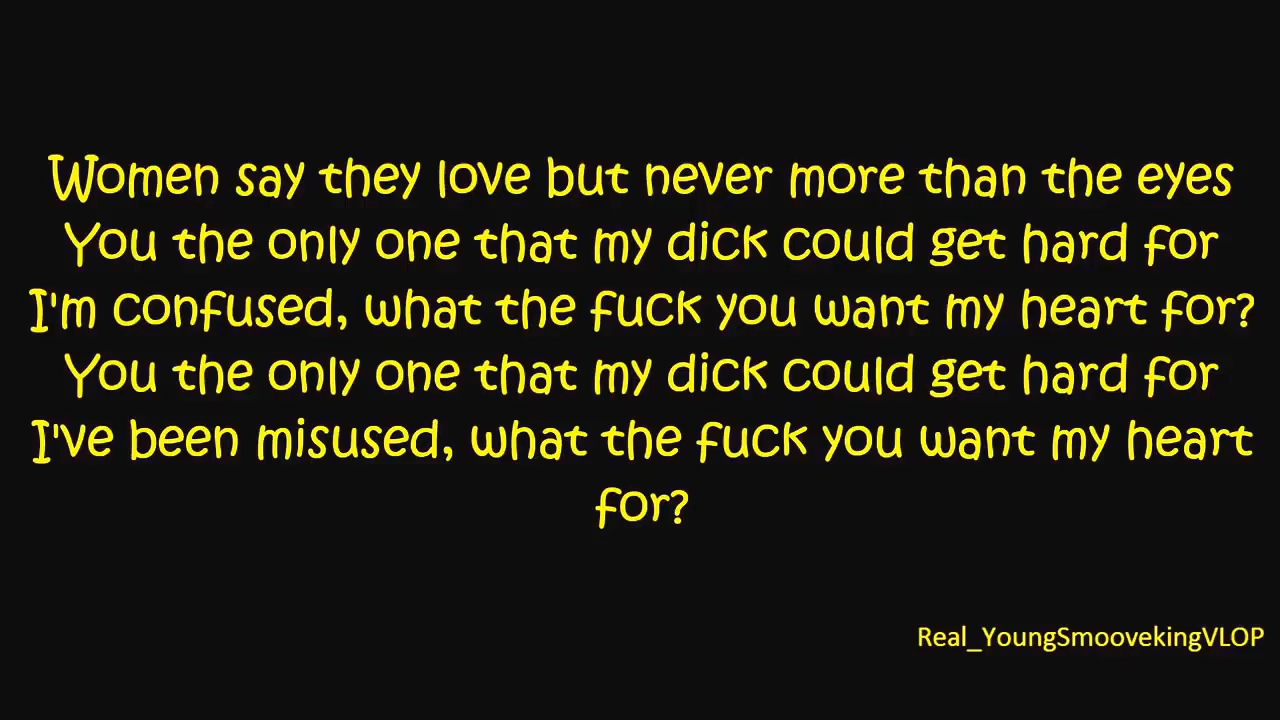 Women say they love but never more than the eyes
You the only one that my dick could get hard for
I'm confused, what the fuck you want my heart for?
You the only one that my dick could get hard for
I've been misused, what the fuck you want my heart
for?
Real_YoungSmoovekingVLOP